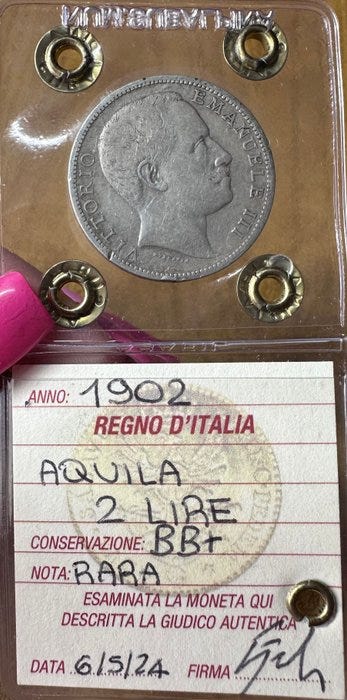 VITTORIO EMANUELE III
ANNO: 1902
REGNO D'ITALIA
AQUILA
2 LIRE
CONSERVAZIONE: BB+
NOTA: RARA
ESAMINATA LA MONETA QUI
DESCRITTA LA GIUDICO AUTENTICA
DATA 6/5/24 FIRMA